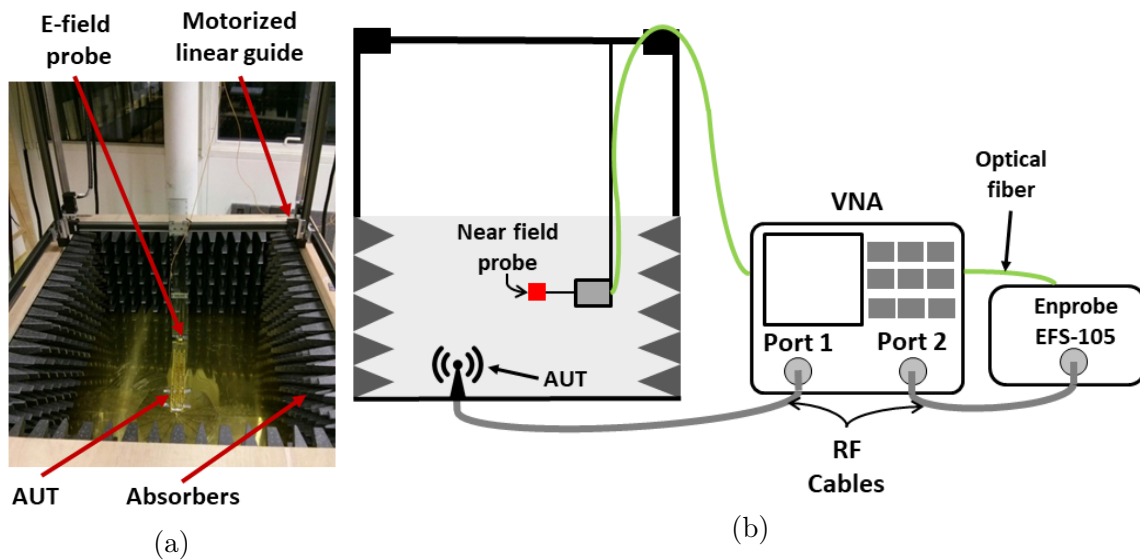 E-field
probe
Motorized
linear guide
AUT
Absorbers
(a)
Near field
probe
AUT
VNA
Port 1
Port 2
Optical
fiber
Enprobe
EFS-105
RF
Cables
(b)